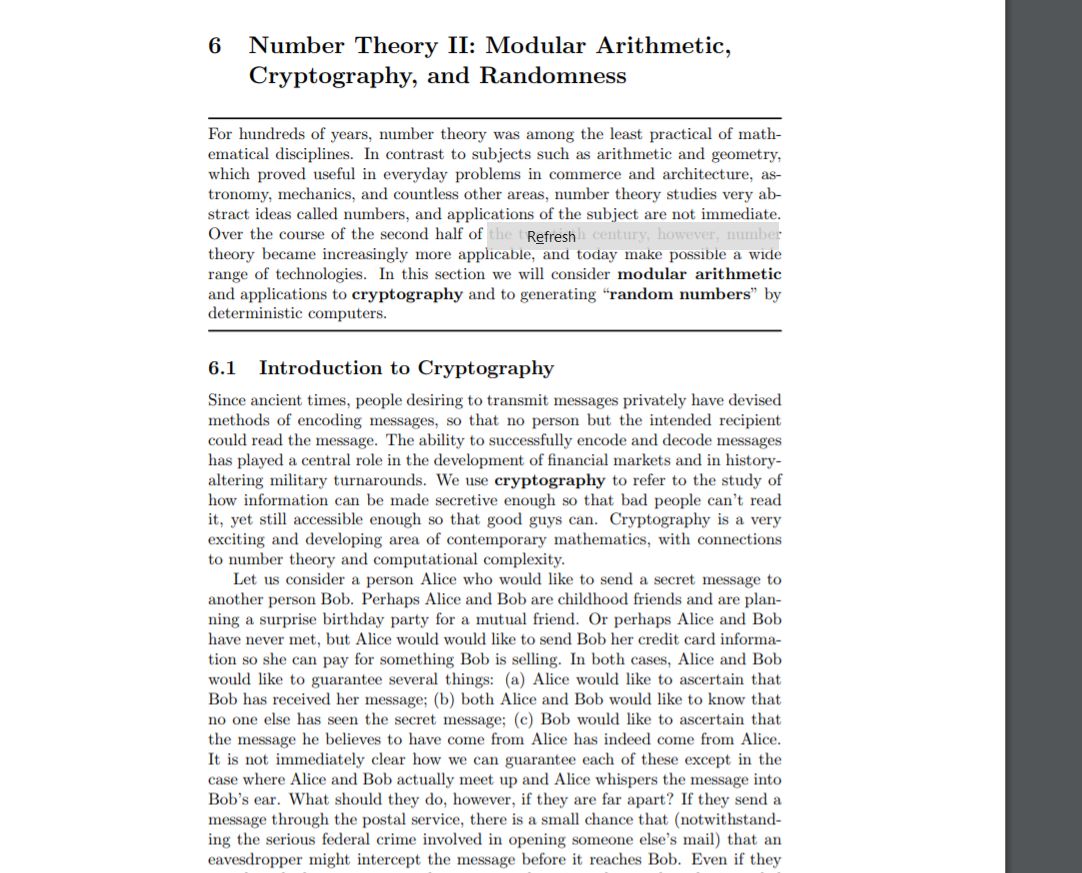 6 Number Theory II: Modular Arithmetic,
Cryptography, and Randomness
For hundreds of years, number theory was among the least practical of math-
ematical disciplines. In contrast to subjects such as arithmetic and geometry,
which proved useful in everyday problems in commerce and architecture, as-
tronomy, mechanics, and countless other areas, number theory studies very ab-
stract ideas called numbers, and applications of the subject are not immediate.
Over the course of the second half of the twentieth century, however, number
Refresh
theory became increasingly more applicable, and today make possible a wide
range of technologies. In this section we will consider modular arithmetic
and applications to cryptography and to generating “random numbers” by
deterministic computers.
6.1 Introduction to Cryptography
Since ancient times, people desiring to transmit messages privately have devised
methods of encoding messages, so that no person but the intended recipient
could read the message. The ability to successfully encode and decode messages
has played a central role in the development of financial markets and in history-
altering military turnarounds. We use cryptography to refer to the study of
how information can be made secretive enough so that bad people can’t read
it, yet still accessible enough so that good guys can. Cryptography is a very
exciting and developing area of contemporary mathematics, with connections
to number theory and computational complexity.
Let us consider a person Alice who would like to send a secret message to
another person Bob. Perhaps Alice and Bob are childhood friends and are plan-
ning a surprise birthday party for a mutual friend. Or perhaps Alice and Bob
have never met, but Alice would would like to send Bob her credit card informa-
tion so she can pay for something Bob is selling. In both cases, Alice and Bob
would like to guarantee several things: (a) Alice would like to ascertain that
Bob has received her message; (b) both Alice and Bob would like to know that
no one else has seen the secret message; (c) Bob would like to ascertain that
the message he believes to have come from Alice has indeed come from Alice.
It is not immediately clear how we can guarantee each of these except in the
case where Alice and Bob actually meet up and Alice whispers the message into
Bob’s ear. What should they do, however, if they are far apart? If they send a
message through the postal service, there is a small chance that (notwithstand-
ing the serious federal crime involved in opening someone else’s mail) that an
eavesdropper might intercept the message before it reaches Bob. Even if they